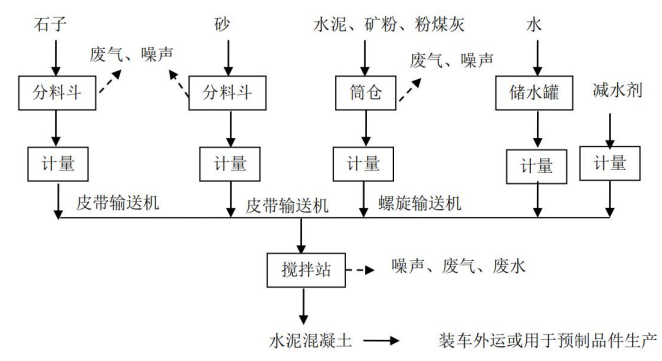 石子
砂
水泥、矿粉、粉煤灰
水
废气、噪声
废气、噪声
分料斗
分料斗
筒仓
储水罐
减水剂
计量
计量
计量
计量
计量
皮带输送机
皮带输送机
螺旋输送机
搅拌站
噪声、废气、废水
水泥混凝土
装车外运或用于预制品件生产